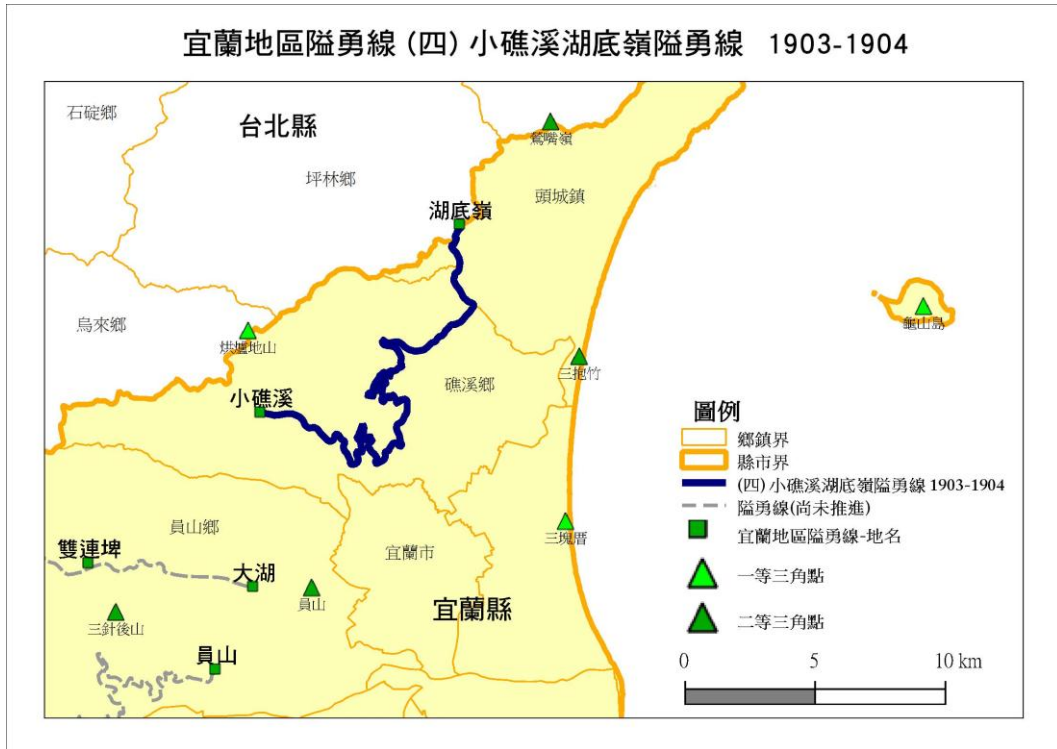 宜蘭地區隘勇線 (四) 小礁溪湖底嶺隘勇線 1903-1904
石碇鄉
台北縣
鶯嘴嶺
坪林鄉
頭城鎮
湖底嶺
烏來鄉
烘爐地山
龜山島
三抱竹
礁溪鄉
小礁溪
圖例
鄉鎮界
縣市界
(四) 小礁溪湖底嶺隘勇線 1903-1904
隘勇線(尚未推進)
宜蘭地區隘勇線-地名
一等三角點
二等三角點
員山鄉
宜蘭市
三塊厝
雙連埤
大湖
員山
宜蘭縣
三針後山
員山
0 5 10 km